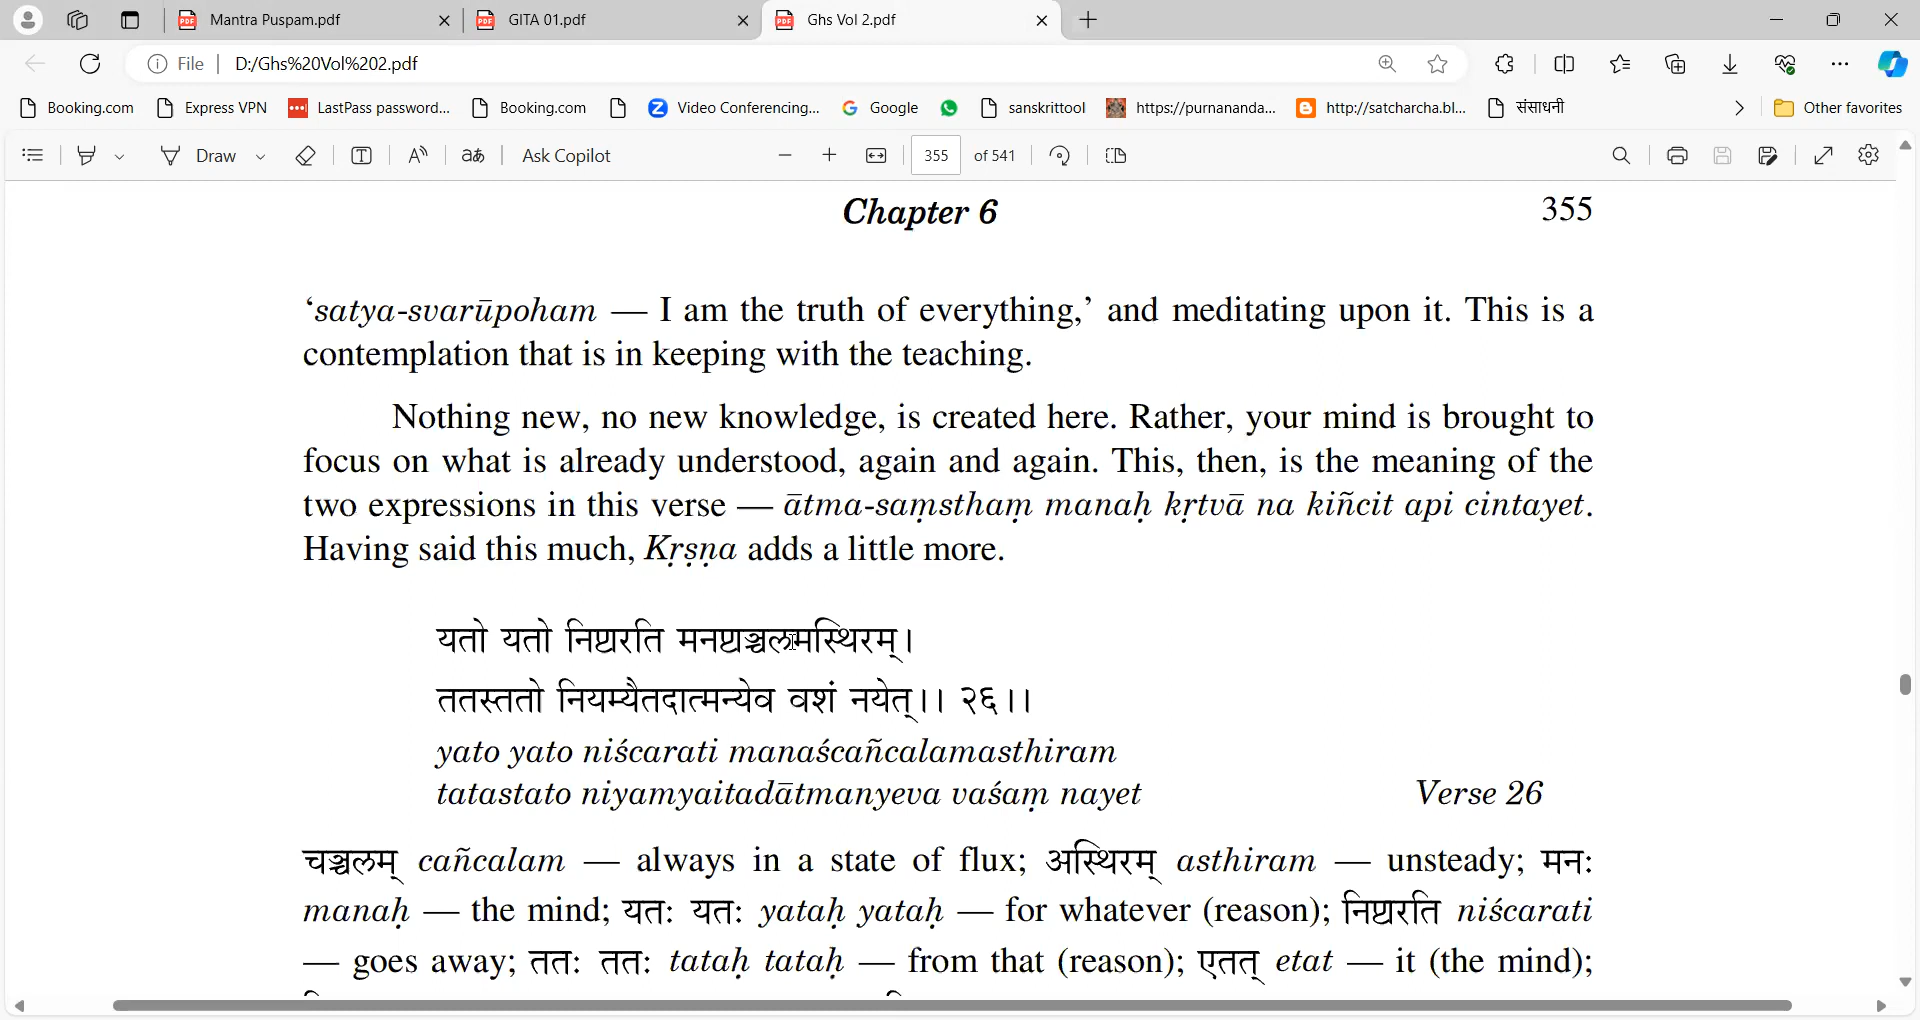 Mantra Puspam.pdf
GITA 01.pdf
Ghs Vol 2.pdf
File D:/Ghs%20Vol%202.pdf
Booking.com Express VPN LastPass password... Booking.com Video Conferencing,... Google sanskrittool https://purnananda... http://satcharcha.bl... संसाधनी Other favorites
Draw Ask Copilot 355 of 541
Chapter 6 355
‘satya-svarūpoham — I am the truth of everything,’ and meditating upon it. This is a
contemplation that is in keeping with the teaching.
Nothing new, no new knowledge, is created here. Rather, your mind is brought to
focus on what is already understood, again and again. This, then, is the meaning of the
two expressions in this verse — ātma-saṃsthaṃ manaḥ kṛtvā na kiñcit api cintayet.
Having said this much, Kṛṣṇa adds a little more.
यतो यतो निश्चरति मनश्चञ्चलमस्थिरम्।
ततस्ततो नियम्यैतदात्मन्येव वशं नयेत्।। २६।।
yato yato niścarati manaścañcalamasthiram
tatastato niyamyaitadātmanyeva vaśaṃ nayet Verse 26
चञ्चलम् cañcalam — always in a state of flux; अस्थिरम् asthiram — unsteady; मनः
manaḥ — the mind; यतः यतः yataḥ yataḥ — for whatever (reason); निश्चरति niścarati
— goes away; ततः ततः tataḥ tataḥ — from that (reason); एतत् etat — it (the mind);